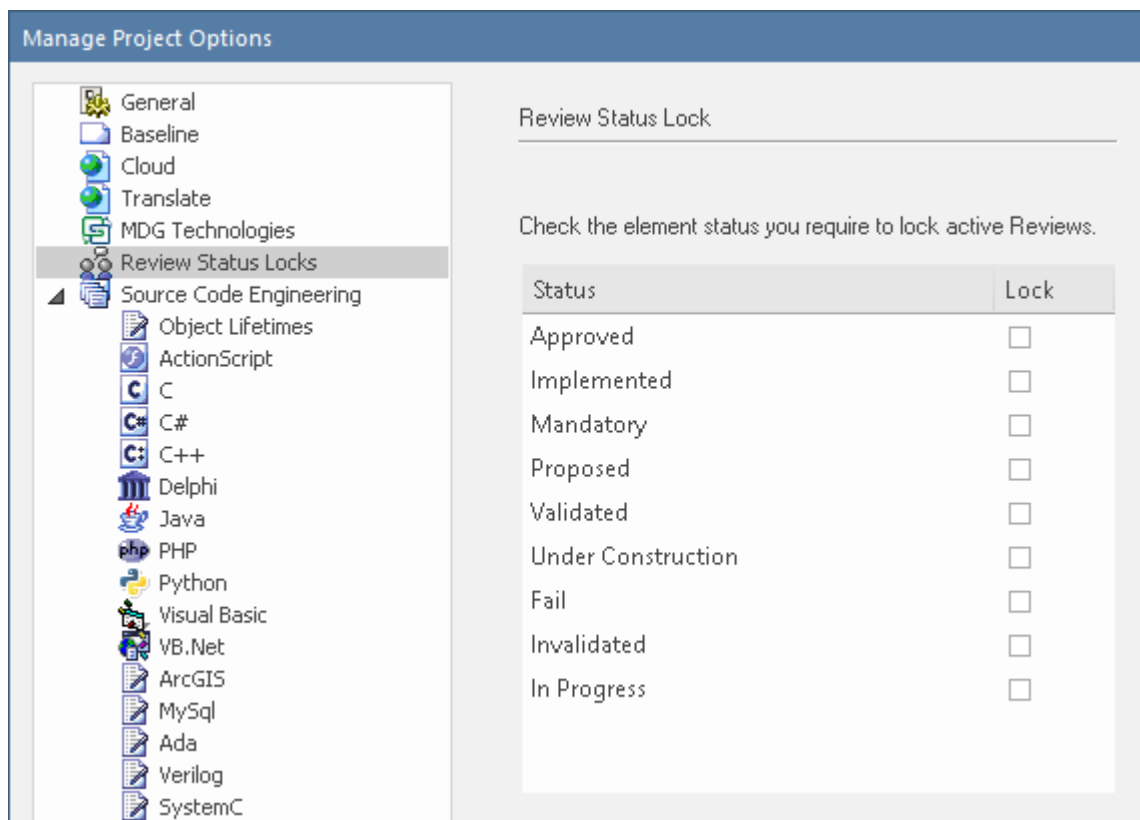 Manage Project Options
General
Baseline
Cloud
Translate
MDG Technologies
Review Status Locks
Source Code Engineering
Object Lifetimes
ActionScript
C C
C# C#
C: C++
Delphi
Java
php PHP
Python
Visual Basic
VB.Net
ArcGIS
MySql
Ada
Verilog
SystemC
Review Status Lock
Check the element status you require to lock active Reviews.
Status Lock
Approved
Implemented
Mandatory
Proposed
Validated
Under Construction
Fail
Invalidated
In Progress